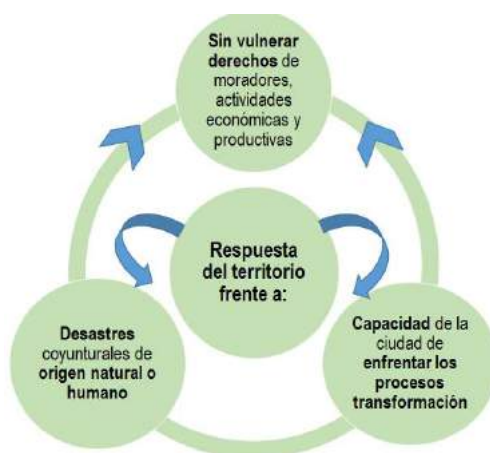 Sin vulnerar
derechos de
moradores,
actividades
económicas y
productivas
Respuesta
del territorio
frente a:
Desastres
coyunturales de
origen natural o
humano
Capacidad de la
ciudad de
enfrentar los
procesos
transformación